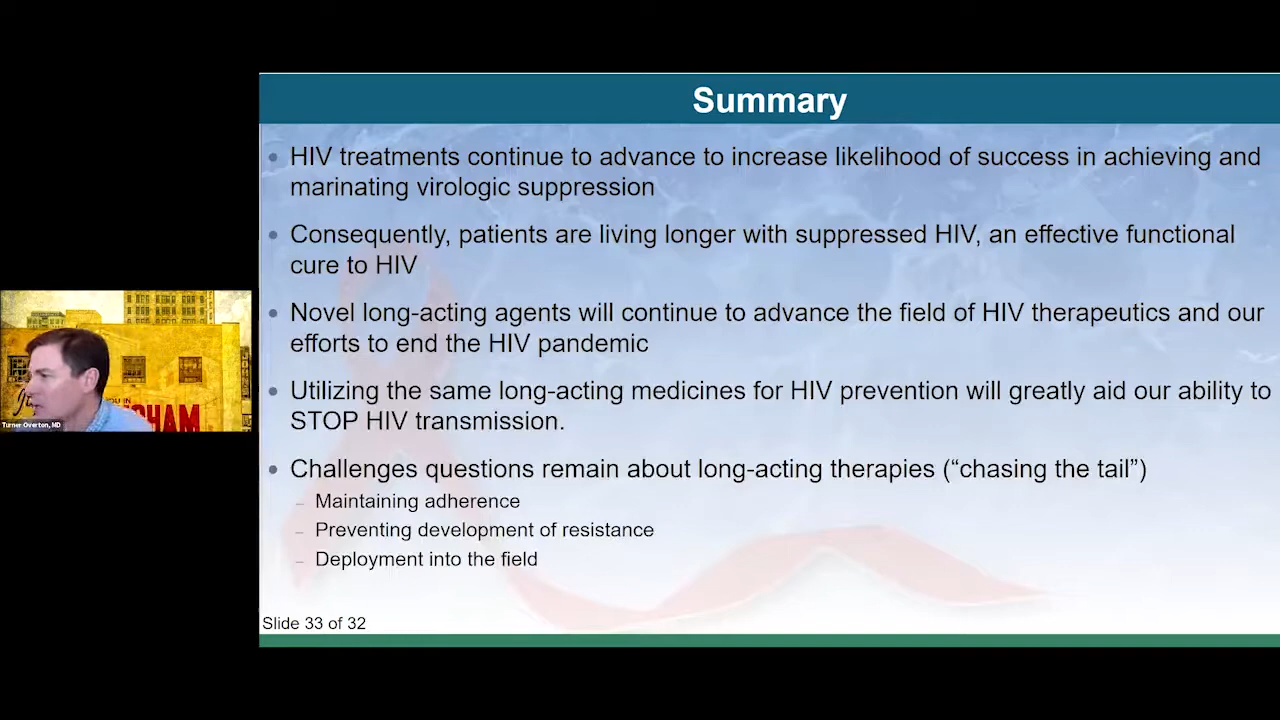 Summary
HIV treatments continue to advance to increase likelihood of success in achieving and
marinating virologic suppression
Consequently, patients are living longer with suppressed HIV, an effective functional
cure to HIV
Novel long-acting agents will continue to advance the field of HIV therapeutics and our
efforts to end the HIV pandemic
Utilizing the same long-acting medicines for HIV prevention will greatly aid our ability to
STOP HIV transmission.
Challenges questions remain about long-acting therapies (“chasing the tail”)
– Maintaining adherence
– Preventing development of resistance
– Deployment into the field
Slide 33 of 32
Turner Overton, MD